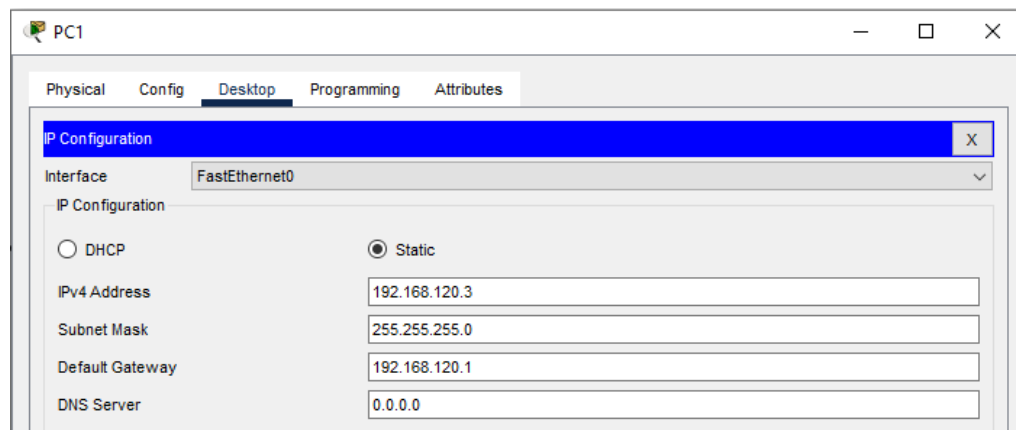 PC1
Physical Config Desktop Programming Attributes
IP Configuration X
Interface FastEthernet0
IP Configuration
DHCP Static
IPv4 Address 192.168.120.3
Subnet Mask 255.255.255.0
Default Gateway 192.168.120.1
DNS Server 0.0.0.0